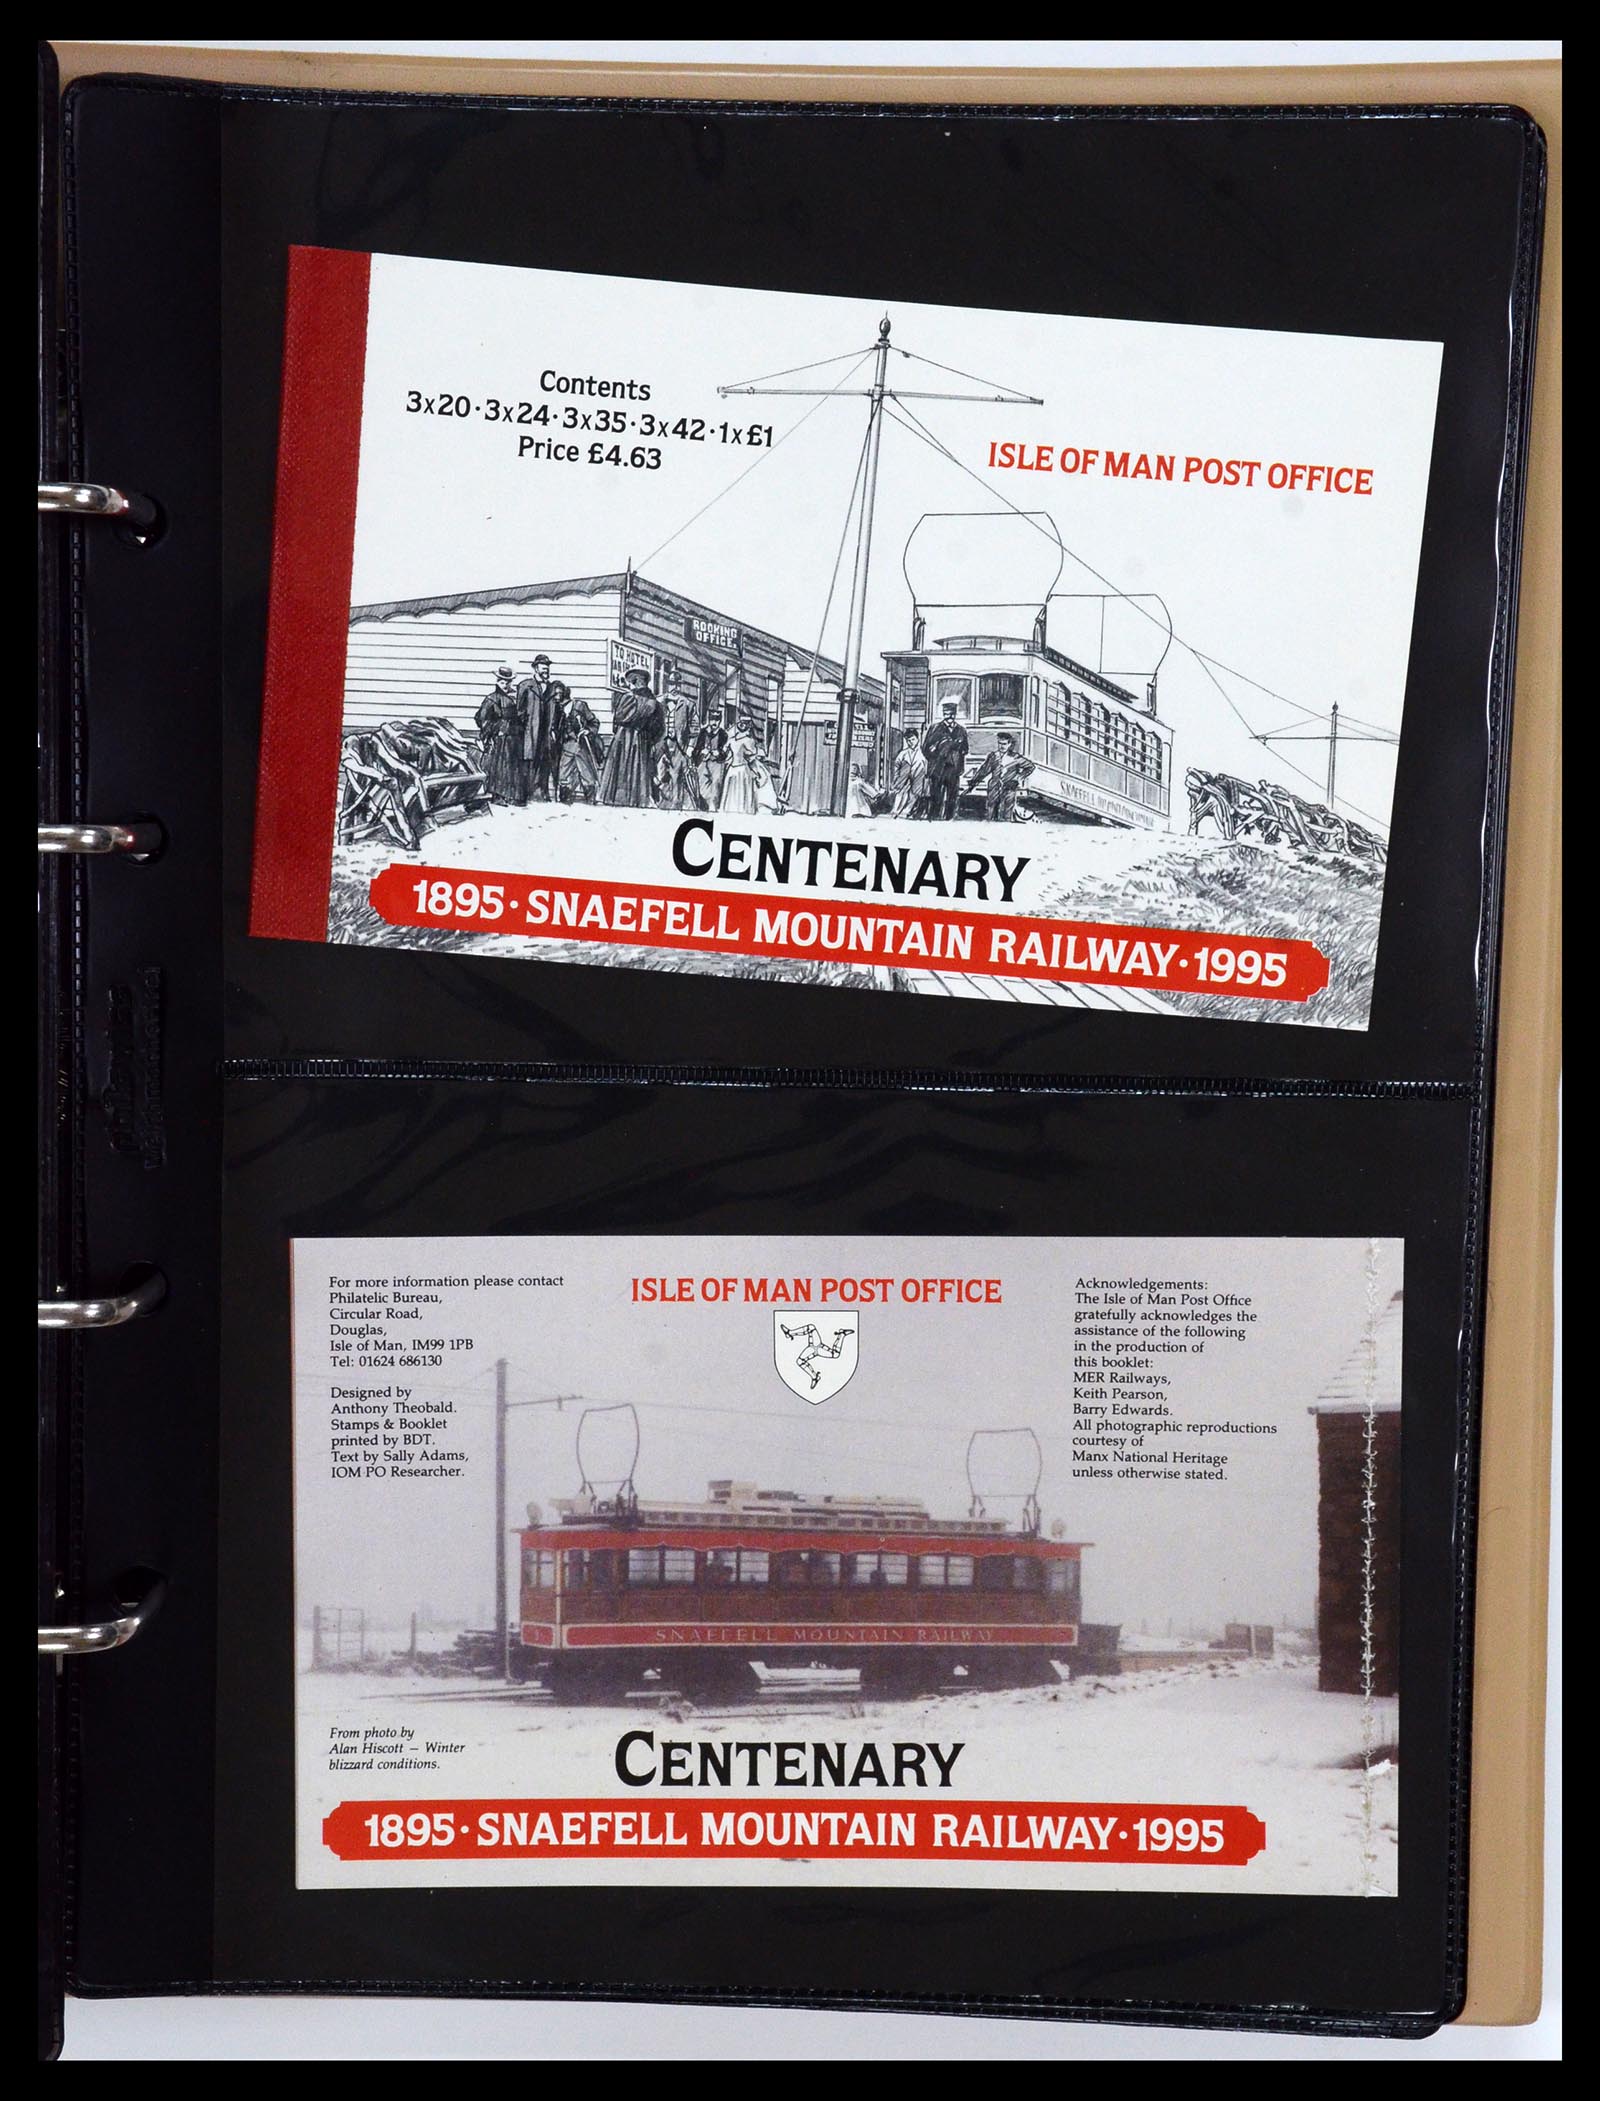 Contents
3x20·3x24·3x35·3x42·1x£1
Price £4.63
ISLE OF MAN POST OFFICE
BOOKING
OFFICE
TO HOTEL
CENTENARY
1895·SNAEFELL MOUNTAIN RAILWAY·1995
For more information please contact
Philatelic Bureau,
Circular Road,
Douglas,
Isle of Man, IM99 1PB
Tel: 01624 686130
Designed by
Anthony Theobald.
Stamps & Booklet
printed by BDT.
Text by Sally Adams,
IOM PO Researcher.
ISLE OF MAN POST OFFICE
Acknowledgements:
The Isle of Man Post Office
gratefully acknowledges the
assistance of the following
in the production of
this booklet:
MER Railways,
Keith Pearson,
Barry Edwards.
All photographic reproductions
courtesy of
Manx National Heritage
unless otherwise stated.
SNAEFELL MOUNTAIN RAILWAY
From photo by
Alan Hiscott – Winter
blizzard conditions.
CENTENARY
1895·SNAEFELL MOUNTAIN RAILWAY·1995